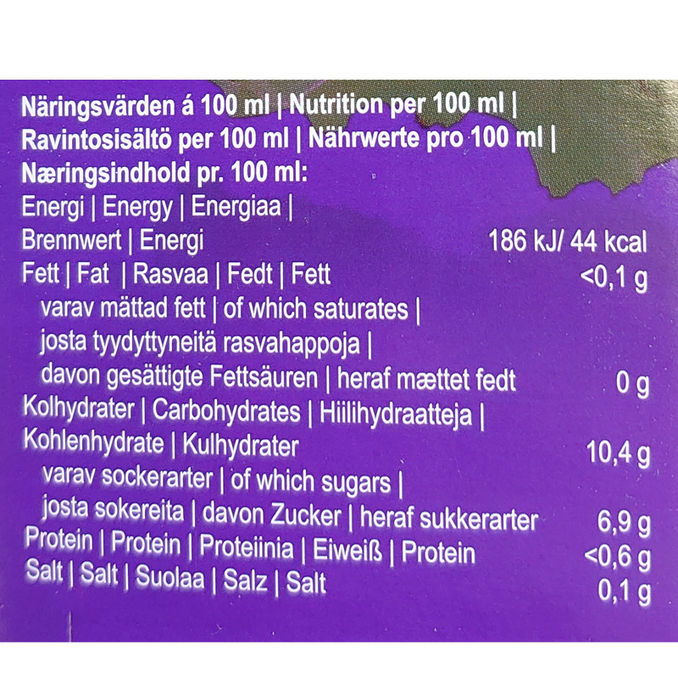 Näringsvärden á 100 ml | Nutrition per 100 ml |
Ravintosisältö per 100 ml | Nährwerte pro 100 ml |
Næringsindhold pr. 100 ml:
Energi | Energy | Energiaa |
Brennwert | Energi 186 kJ/ 44 kcal
Fett | Fat | Rasvaa | Fedt | Fett <0,1 g
varav mättad fett | of which saturates |
josta tyydyttyneitä rasvahappoja |
davon gesättigte Fettsäuren | heraf mættet fedt 0 g
Kolhydrater | Carbohydrates | Hiilihydraatteja |
Kohlenhydrate | Kulhydrater 10,4 g
varav sockerarter | of which sugars |
josta sokereita | davon Zucker | heraf sukkerarter 6,9 g
Protein | Protein | Proteiinia | Eiweiß | Protein <0,6 g
Salt | Salt | Suolaa | Salz | Salt 0,1 g